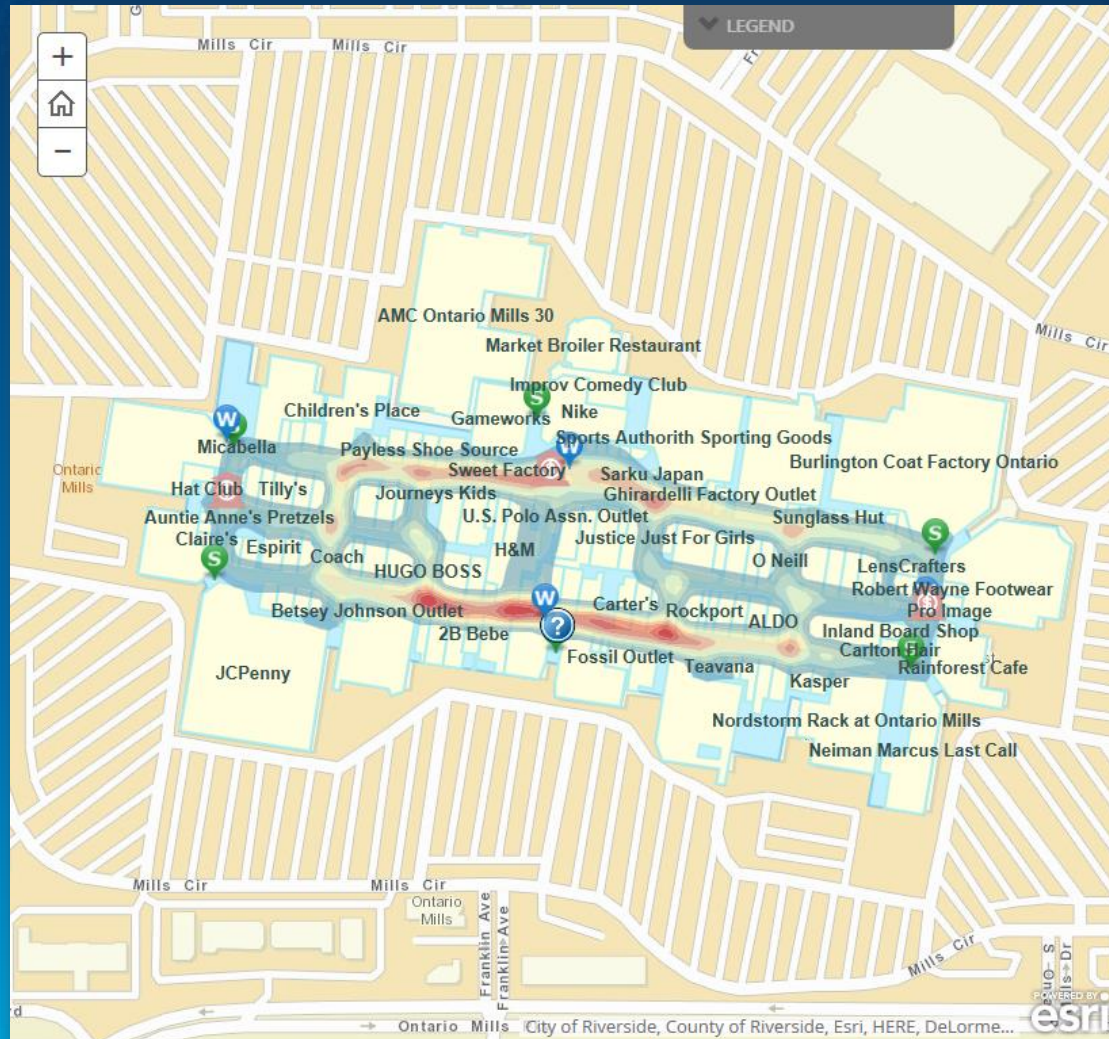 Mills Cir
Mills Cir
LEGEND
+
−
Mills Cir
AMC Ontario Mills 30
Market Broiler Restaurant
Improv Comedy Club
S
Children's Place
Gameworks
Nike
W
Micabella
Payless Shoe Source
Sports Authorith Sporting Goods
W
Ontario
Mills
Sweet Factory
Sarku Japan
Burlington Coat Factory Ontario
Hat Club
Tilly's
Journeys Kids
Ghirardelli Factory Outlet
Auntie Anne's Pretzels
U.S. Polo Assn. Outlet
Sunglass Hut
Claire's
Espirit
H&M
Justice Just For Girls
S
S
Coach
O Neill
LensCrafters
HUGO BOSS
Robert Wayne Footwear
W
Betsey Johnson Outlet
Carter's
Rockport
Pro Image
?
ALDO
2B Bebe
Inland Board Shop
Fossil Outlet
Carlton Hair
Teavana
Rainforest Cafe
JCPenny
Kasper
Nordstorm Rack at Ontario Mills
Neiman Marcus Last Call
Mills Cir
Mills Cir
Ontario
Mills
Franklin Ave
Franklin Ave
Mills Cir
Mills Dr
Ontario Mills
City of Riverside, County of Riverside, Esri, HERE, DeLorme...
POWERED BY
esri